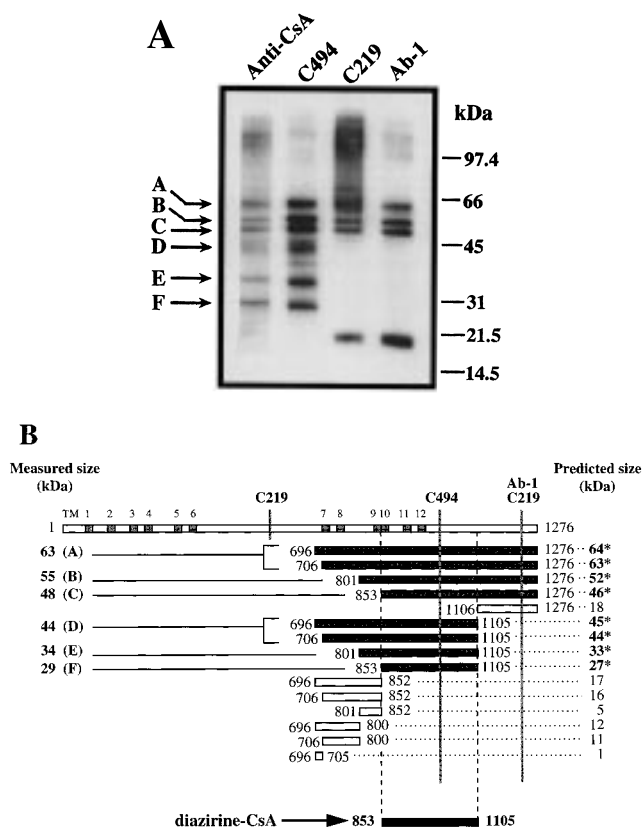 A
Anti-CsA C494 C219 Ab-1
kDa
97.4
A
66
B
C
D
45
E
F
31
21.5
14.5
B
Measured size (kDa)
Predicted size (kDa)
C219 C494 Ab-1 C219
TM 1 2 3 4 5 6 7 8 9 10 11 12
1 1276
63 (A) 696 1276 64*
706 1276 63*
55 (B) 801 1276 52*
48 (C) 853 1276 46*
1106 1276 18
44 (D) 696 1105 45*
706 1105 44*
34 (E) 801 1105 33*
29 (F) 853 1105 27*
696 852 17
706 852 16
801 852 5
696 800 12
706 800 11
696 705 1
diazirine-CsA 853 1105